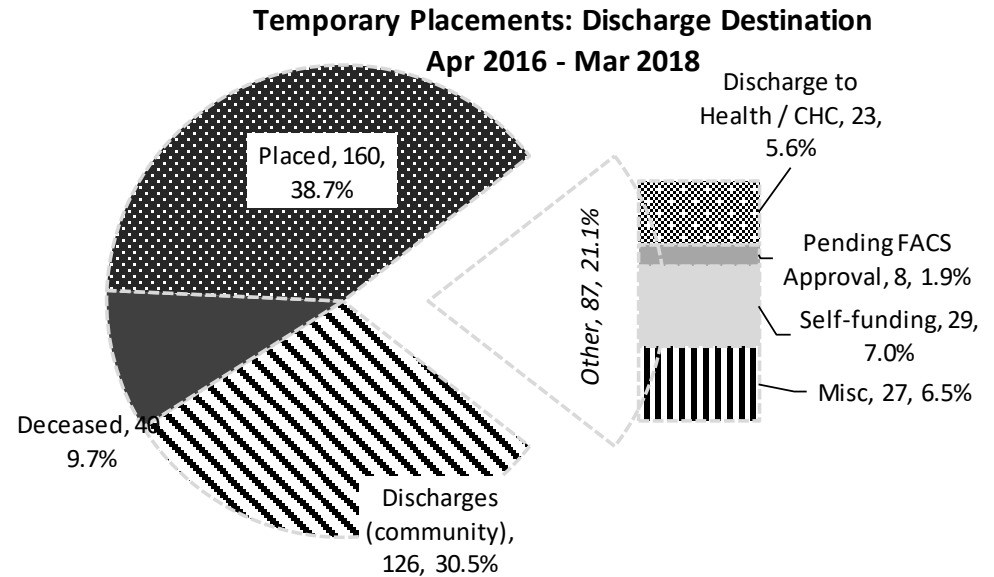 Temporary Placements: Discharge Destination
Apr 2016 - Mar 2018
Discharge to
Health / CHC, 23,
5.6%
Placed, 160,
38.7%
Other, 87, 21.1%
Pending FACS
Approval, 8, 1.9%
Self-funding, 29,
7.0%
Misc, 27, 6.5%
Deceased, 40
9.7%
Discharges
(community),
126, 30.5%